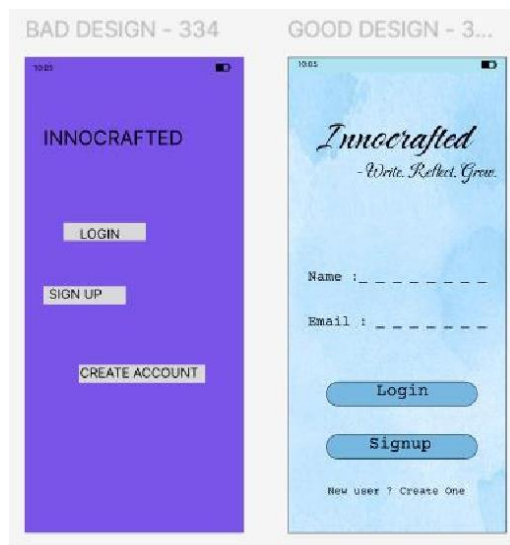 BAD DESIGN - 334
10:05
INNOCRAFTED
LOGIN
SIGN UP
CREATE ACCOUNT
GOOD DESIGN - 3...
10:05
Innocrafted
-Write. Reflect. Grow.
Name :_ _ _ _ _ _ _ _
Email : _ _ _ _ _ _ _
Login
Signup
New user ? Create One